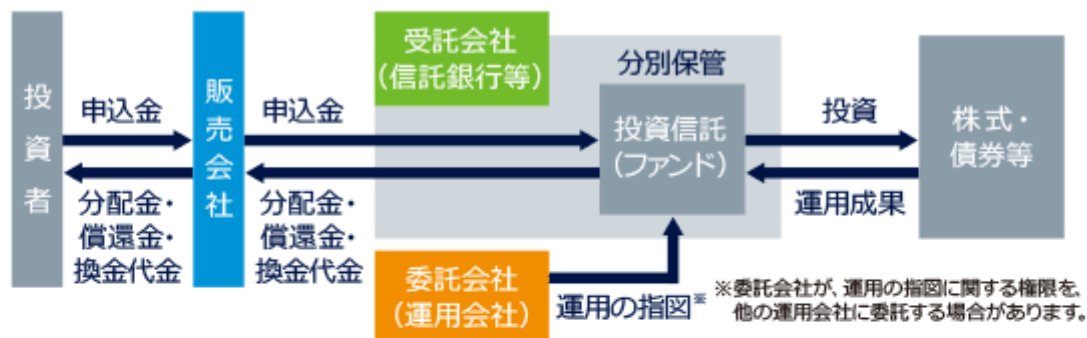 投資者
申込金
分配金・
償還金・
換金代金
販売会社
申込金
分配金・
償還金・
換金代金
受託会社
（信託銀行等）
分別保管
投資信託
（ファンド）
委託会社
（運用会社）
運用の指図※
投資
運用成果
株式・
債券等
※委託会社が、運用の指図に関する権限を、
他の運用会社に委託する場合があります。